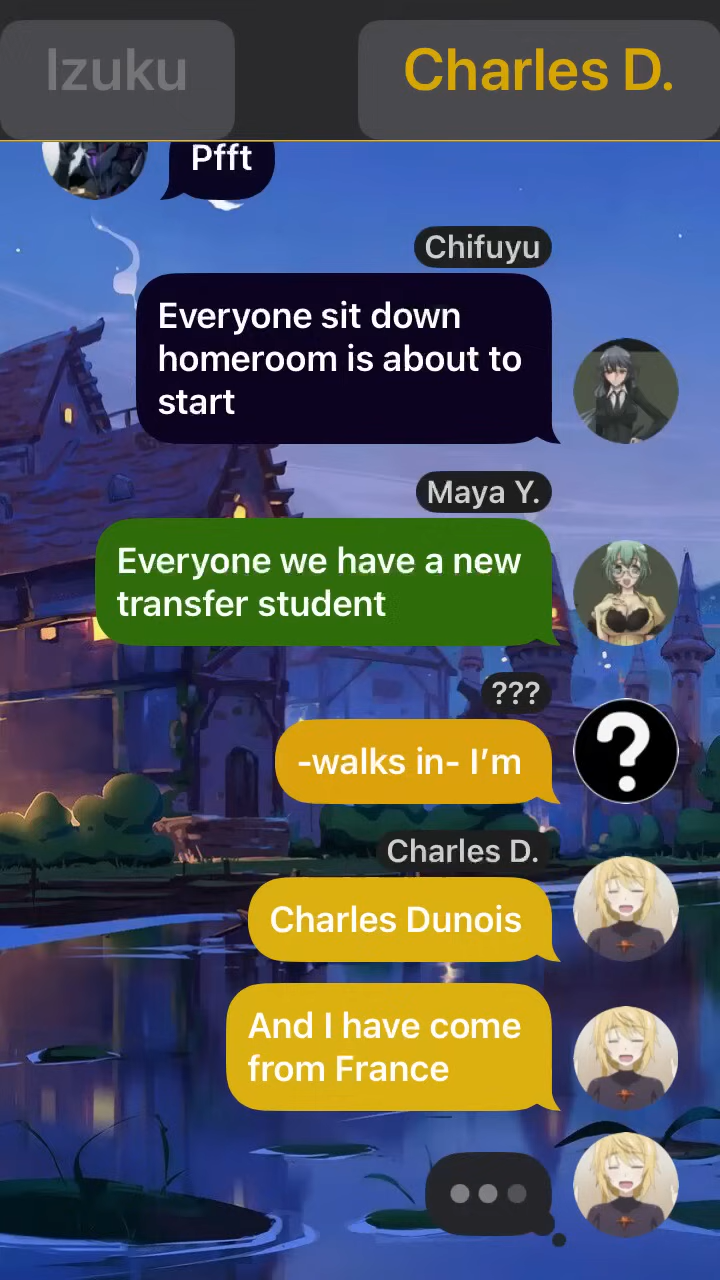 Izuku
Charles D.
Pfft
Chifuyu
Everyone sit down
homeroom is about to
start
Maya Y.
Everyone we have a new
transfer student
???
-walks in- I’m
?
Charles D.
Charles Dunois
And I have come
from France